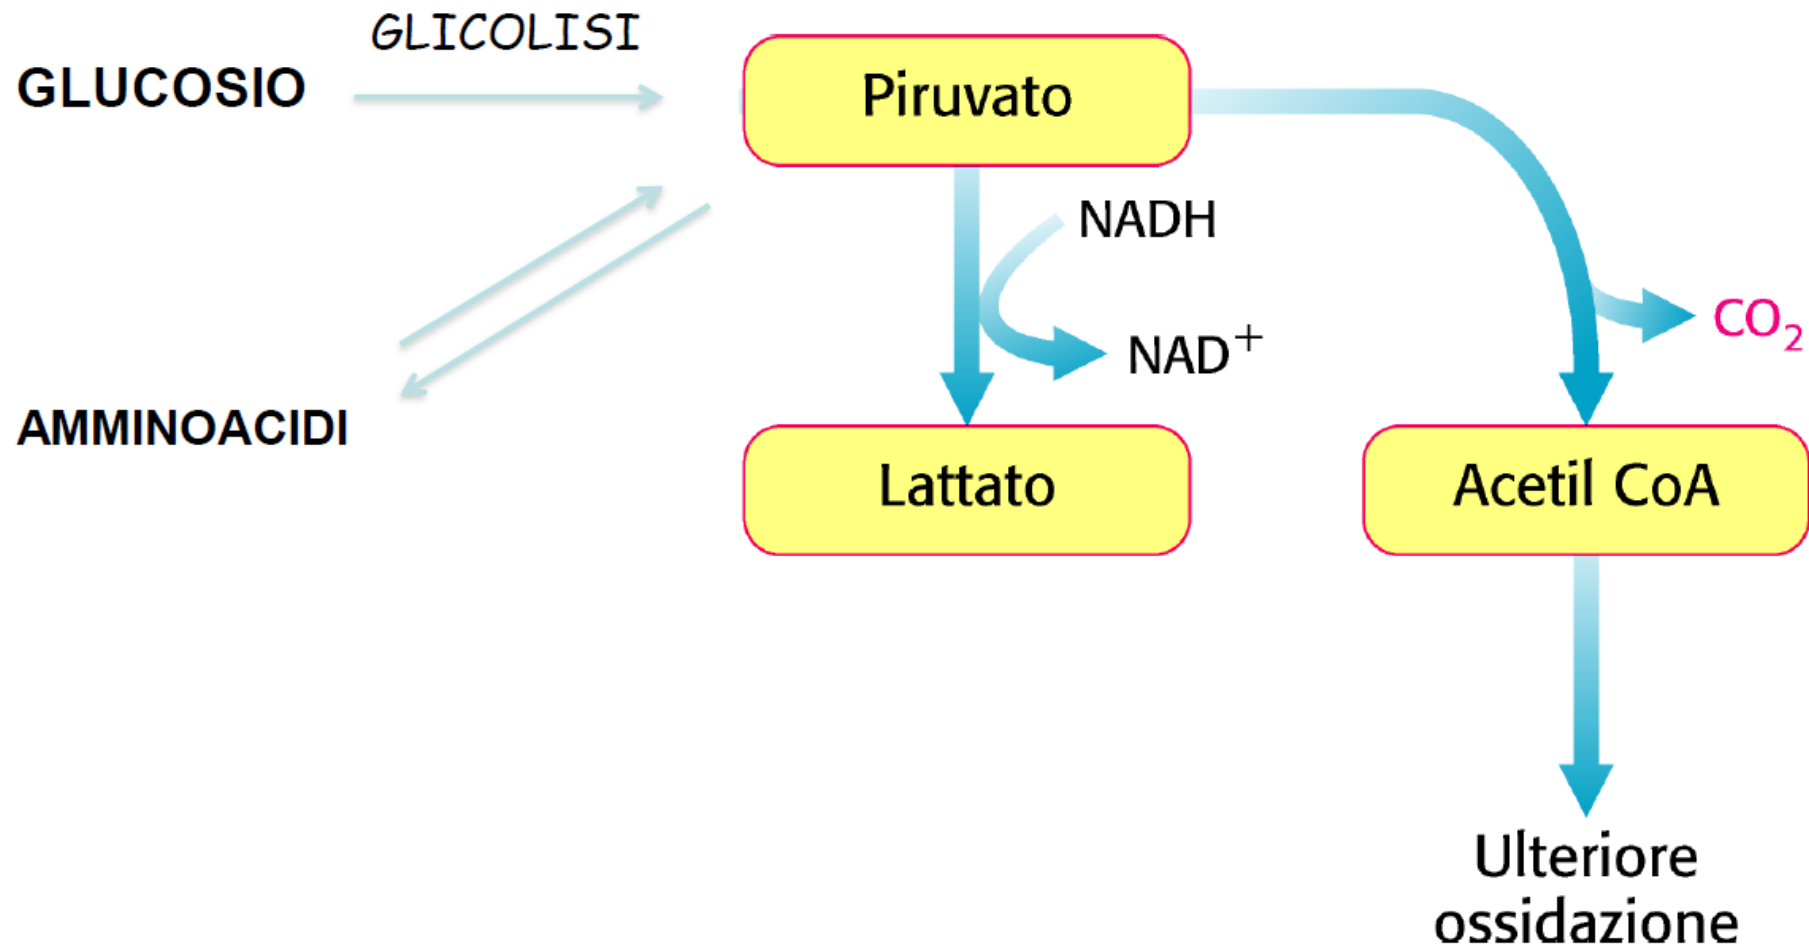 GLICOLISI
GLUCOSIO
Piruvato
NADH
CO₂
NAD⁺
AMMINOACIDI
Lattato
Acetil CoA
Ulteriore
ossidazione